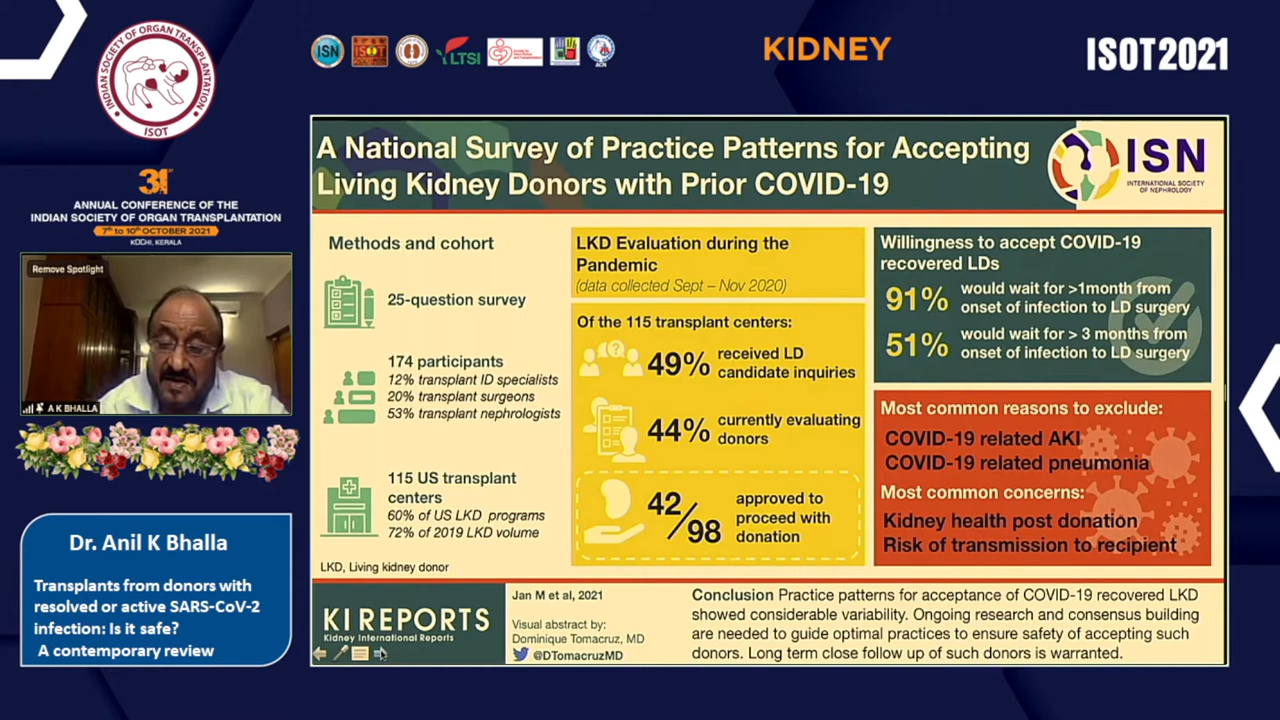 INDIAN SOCIETY OF ORGAN TRANSPLANTATION
ISOT
31st
ANNUAL CONFERENCE OF THE
INDIAN SOCIETY OF ORGAN TRANSPLANTATION
7th to 10th OCTOBER 2021
KOCHI, KERALA
Remove Spotlight
A K BHALLA
Dr. Anil K Bhalla
Transplants from donors with
resolved or active SARS-CoV-2
infection: Is it safe?
A contemporary review
ISN
ISOT
LTSI
ACN
KIDNEY
ISOT2021
A National Survey of Practice Patterns for Accepting
Living Kidney Donors with Prior COVID-19
ISN
INTERNATIONAL SOCIETY
OF NEPHROLOGY
Methods and cohort
25-question survey
174 participants
12% transplant ID specialists
20% transplant surgeons
53% transplant nephrologists
115 US transplant
centers
60% of US LKD programs
72% of 2019 LKD volume
LKD, Living kidney donor
LKD Evaluation during the
Pandemic
(data collected Sept – Nov 2020)
Of the 115 transplant centers:
49% received LD
candidate inquiries
44% currently evaluating
donors
42/98 approved to
proceed with
donation
Willingness to accept COVID-19
recovered LDs
91% would wait for >1month from
onset of infection to LD surgery
51% would wait for > 3 months from
onset of infection to LD surgery
Most common reasons to exclude:
COVID-19 related AKI
COVID-19 related pneumonia
Most common concerns:
Kidney health post donation
Risk of transmission to recipient
KI REPORTS
Kidney International Reports
Jan M et al, 2021
Visual abstract by:
Dominique Tomacruz, MD
@DTomacruzMD
Conclusion Practice patterns for acceptance of COVID-19 recovered LKD
showed considerable variability. Ongoing research and consensus building
are needed to guide optimal practices to ensure safety of accepting such
donors. Long term close follow up of such donors is warranted.